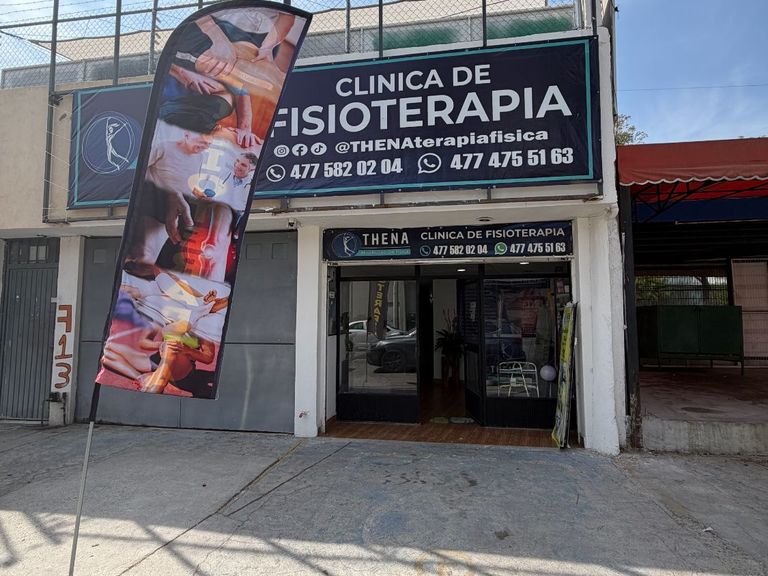 CLINICA DE
FISIOTERAPIA
@THENAterapiafisica
477 582 02 04 477 475 51 63
THENA CLINICA DE FISIOTERAPIA
477 582 02 04 477 475 51 63
F13